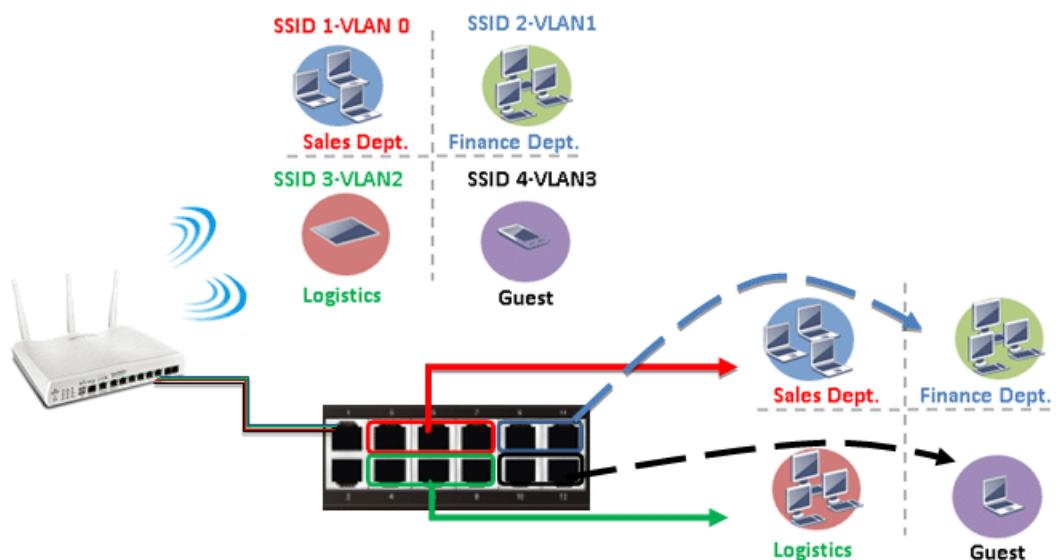 SSID 1-VLAN 0
SSID 2-VLAN1
Sales Dept.
Finance Dept.
SSID 3-VLAN2
SSID 4-VLAN3
Logistics
Guest
Sales Dept.
Finance Dept.
Logistics
Guest